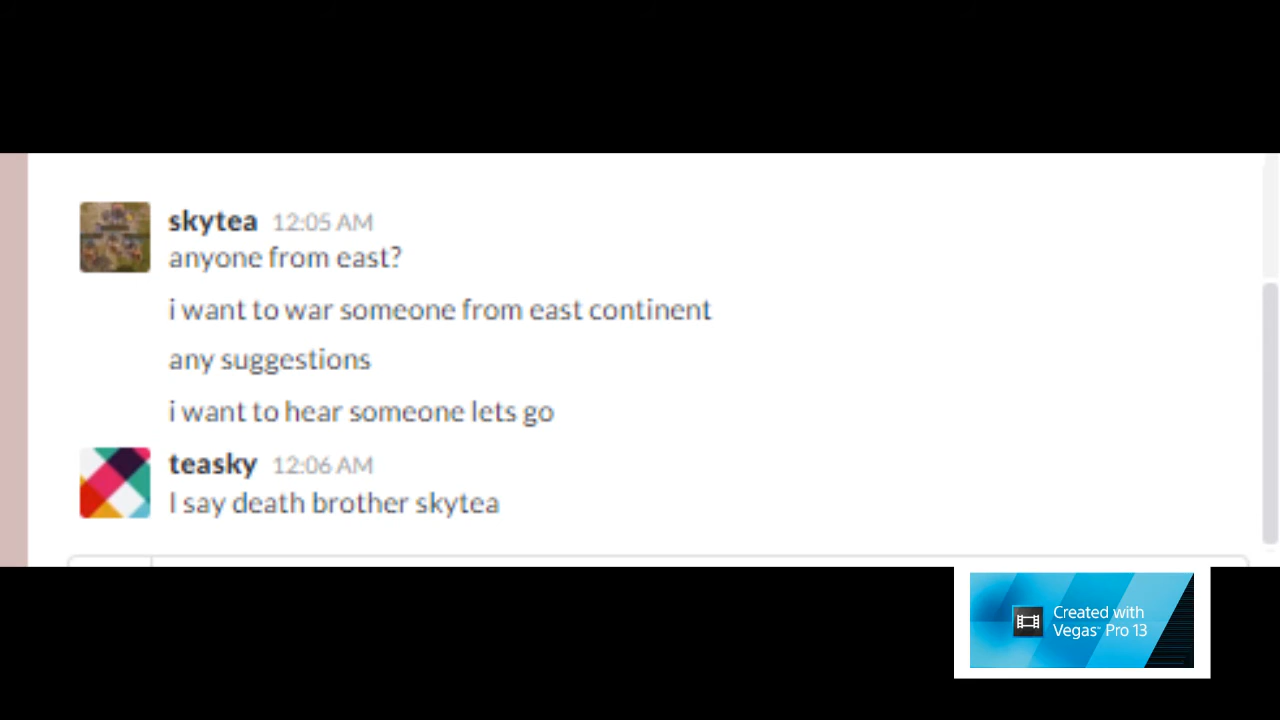 skytea 12:05 AM
anyone from east?
i want to war someone from east continent
any suggestions
i want to hear someone lets go
teasky 12:06 AM
I say death brother skytea
Created with
Vegas™ Pro 13